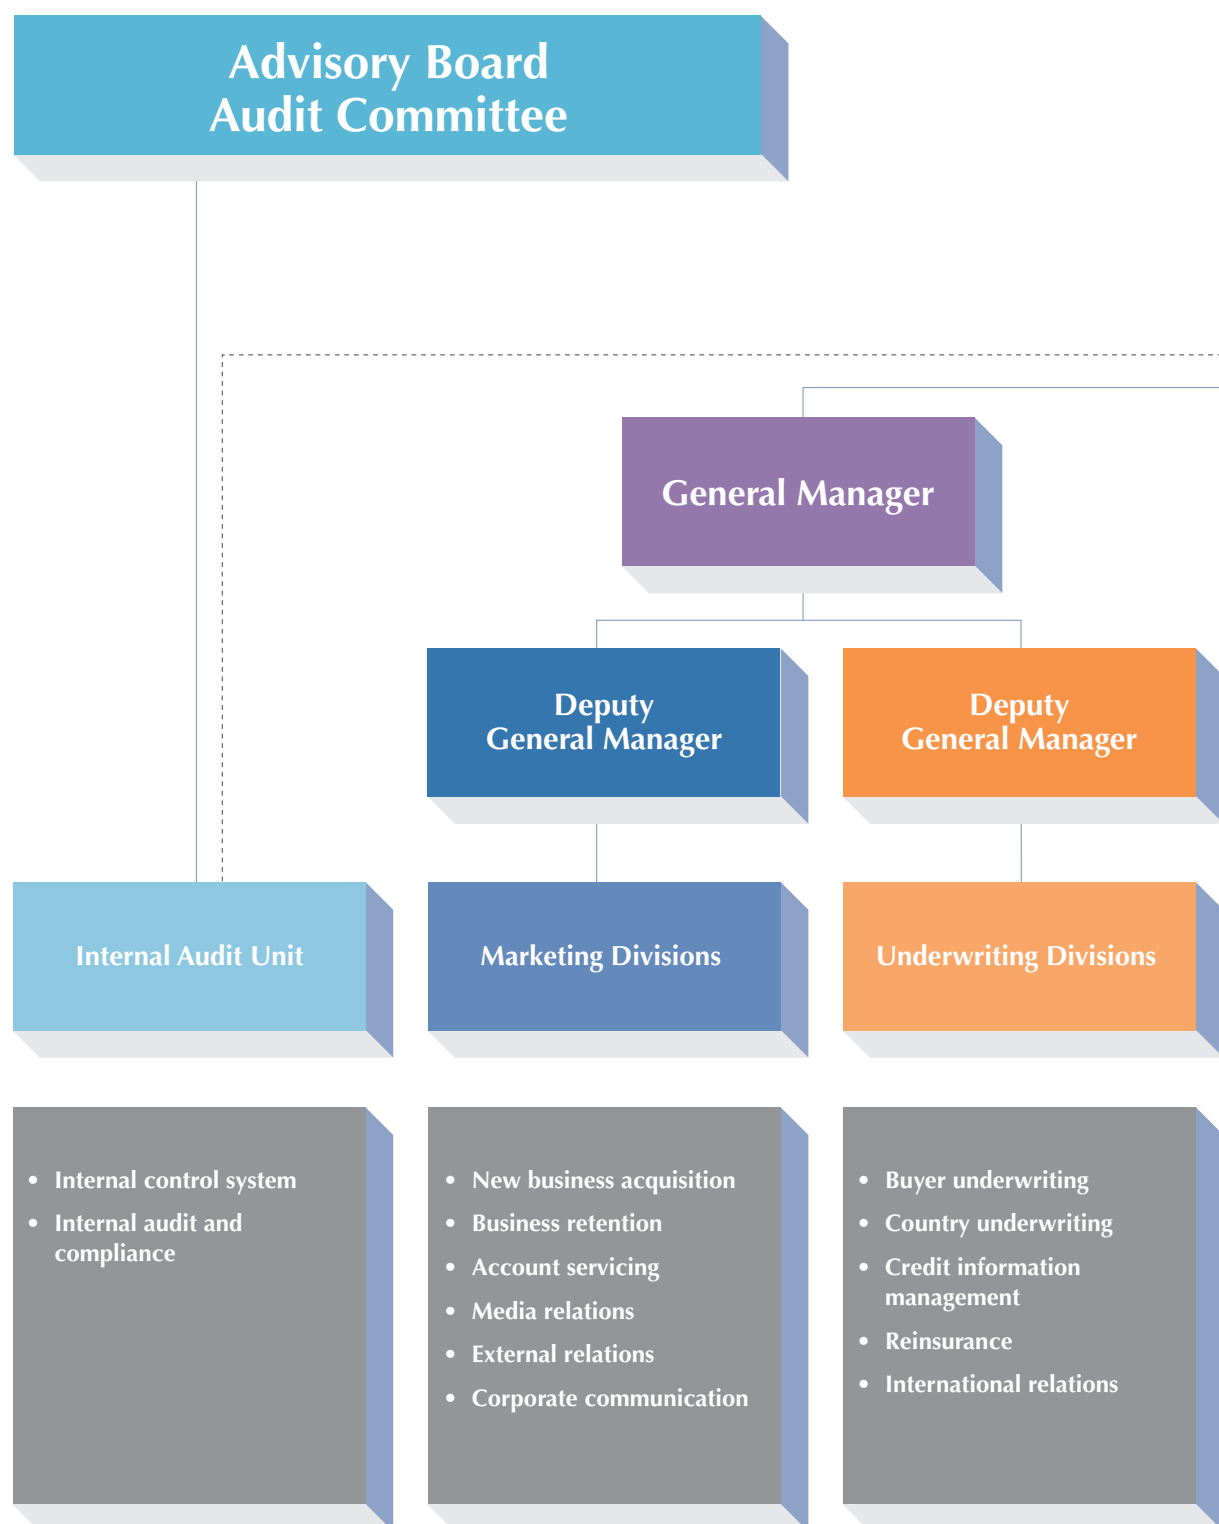 Advisory Board
Audit Committee
General Manager
Deputy
General Manager
Deputy
General Manager
Internal Audit Unit
Marketing Divisions
Underwriting Divisions
• Internal control system
• Internal audit and
compliance
• New business acquisition
• Business retention
• Account servicing
• Media relations
• External relations
• Corporate communication
• Buyer underwriting
• Country underwriting
• Credit information
management
• Reinsurance
• International relations